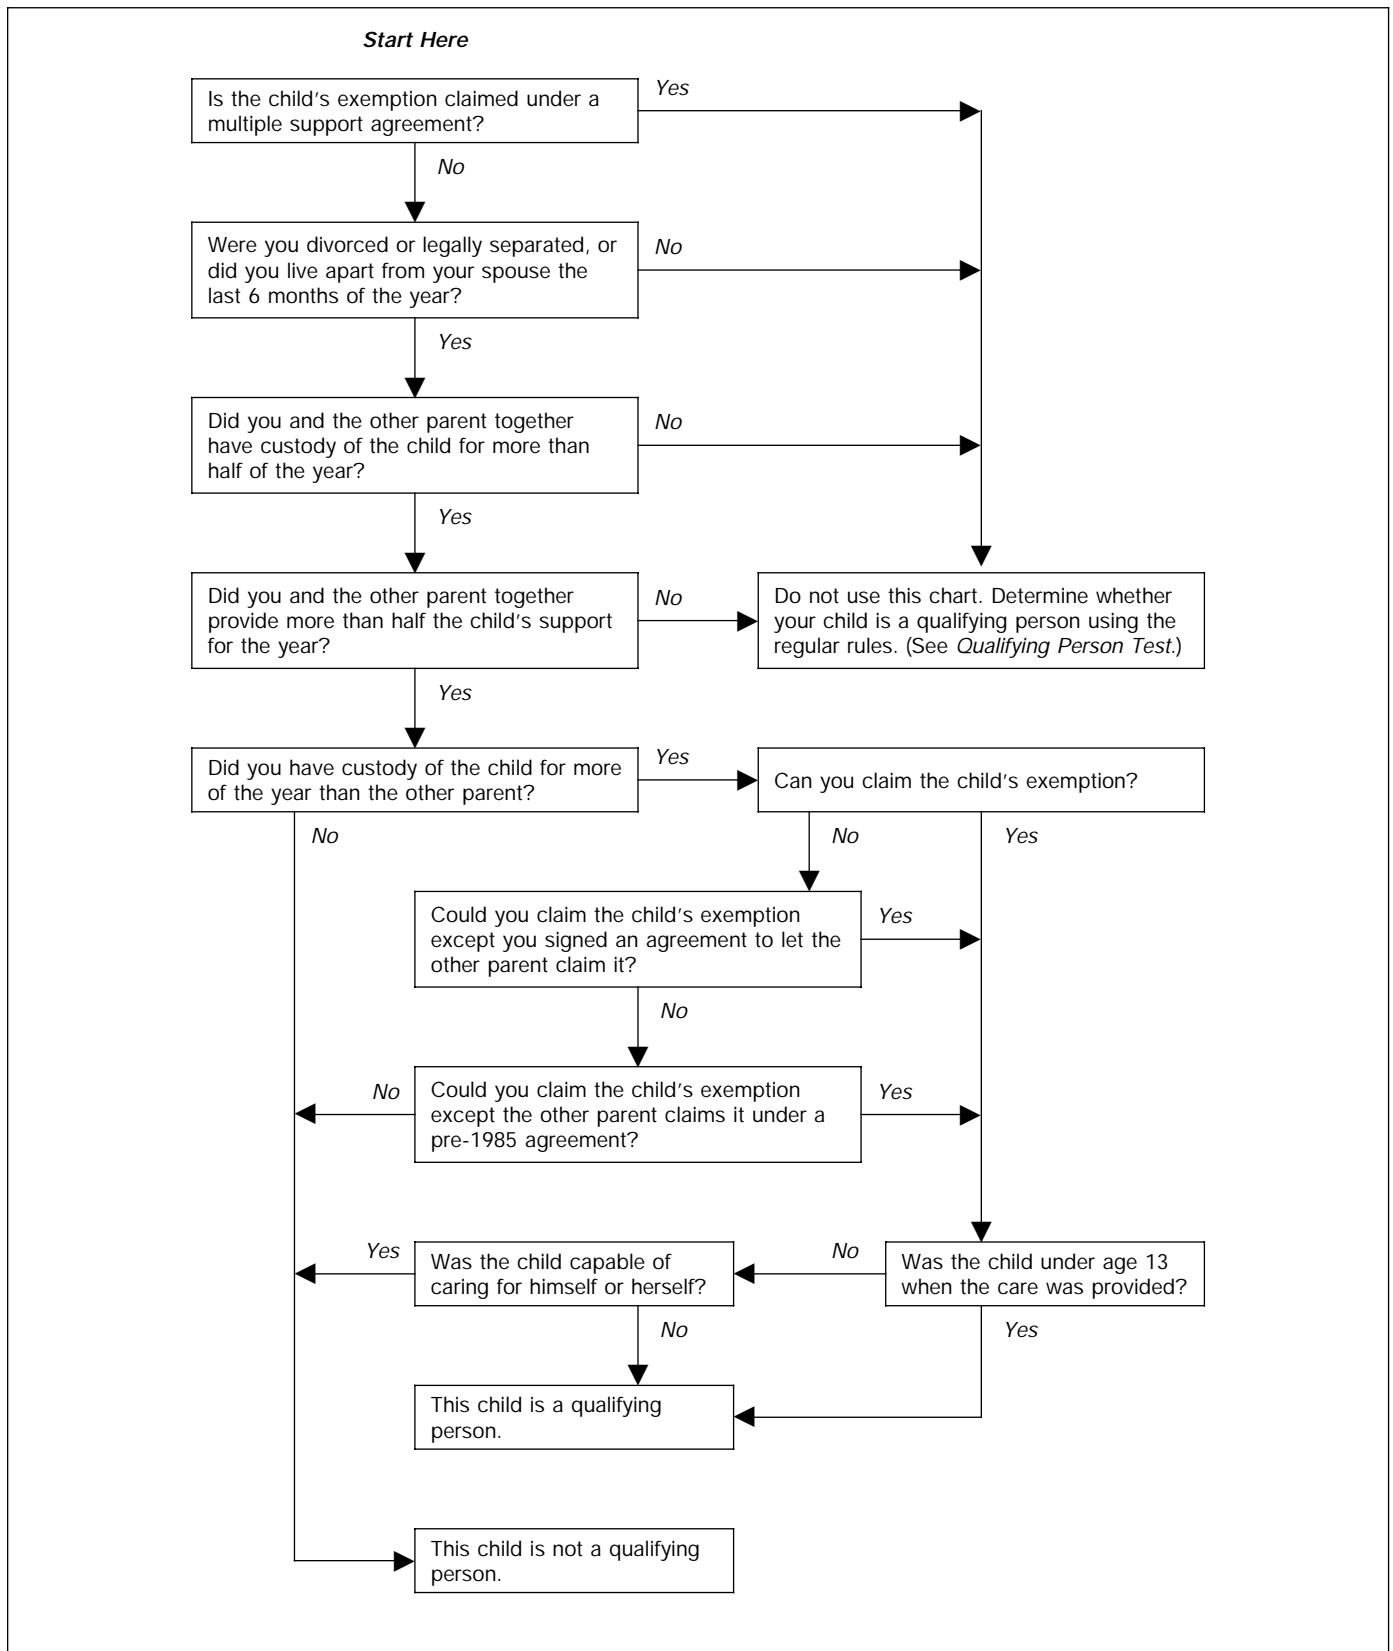 Start Here
Is the child's exemption claimed under a
multiple support agreement?
Yes
No
Were you divorced or legally separated, or
did you live apart from your spouse the
last 6 months of the year?
No
Yes
Did you and the other parent together
have custody of the child for more than
half of the year?
No
Yes
Did you and the other parent together
provide more than half the child's support
for the year?
No
Do not use this chart. Determine whether
your child is a qualifying person using the
regular rules. (See Qualifying Person Test.)
Yes
Did you have custody of the child for more
of the year than the other parent?
Yes
Can you claim the child's exemption?
No
No
Yes
Could you claim the child's exemption
except you signed an agreement to let the
other parent claim it?
Yes
No
No
Could you claim the child's exemption
except the other parent claims it under a
pre-1985 agreement?
Yes
Yes
Was the child capable of
caring for himself or herself?
No
Was the child under age 13
when the care was provided?
No
Yes
This child is a qualifying
person.
This child is not a qualifying
person.